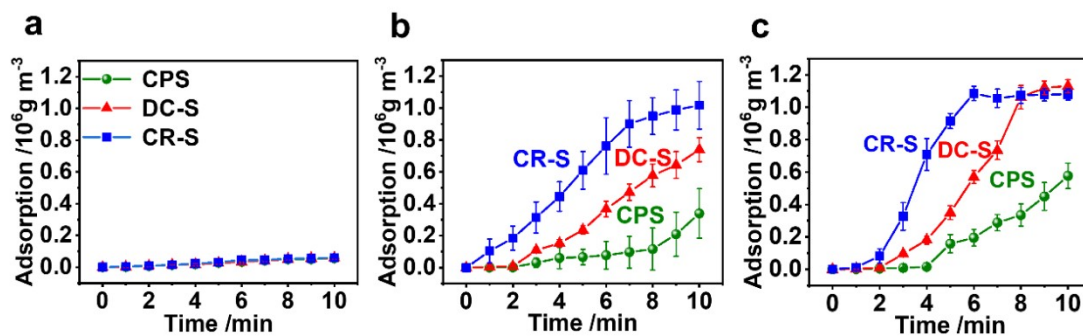 a
Adsorption /10⁶g m⁻³
1.2
1.0
0.8
0.6
0.4
0.2
0.0
CPS
DC-S
CR-S
0 2 4 6 8 10
Time /min
b
Adsorption /10⁶g m⁻³
1.2
1.0
0.8
0.6
0.4
0.2
0.0
CR-S
DC-S
CPS
0 2 4 6 8 10
Time /min
c
Adsorption /10⁶g m⁻³
1.2
1.0
0.8
0.6
0.4
0.2
0.0
CR-S
DC-S
CPS
0 2 4 6 8 10
Time /min